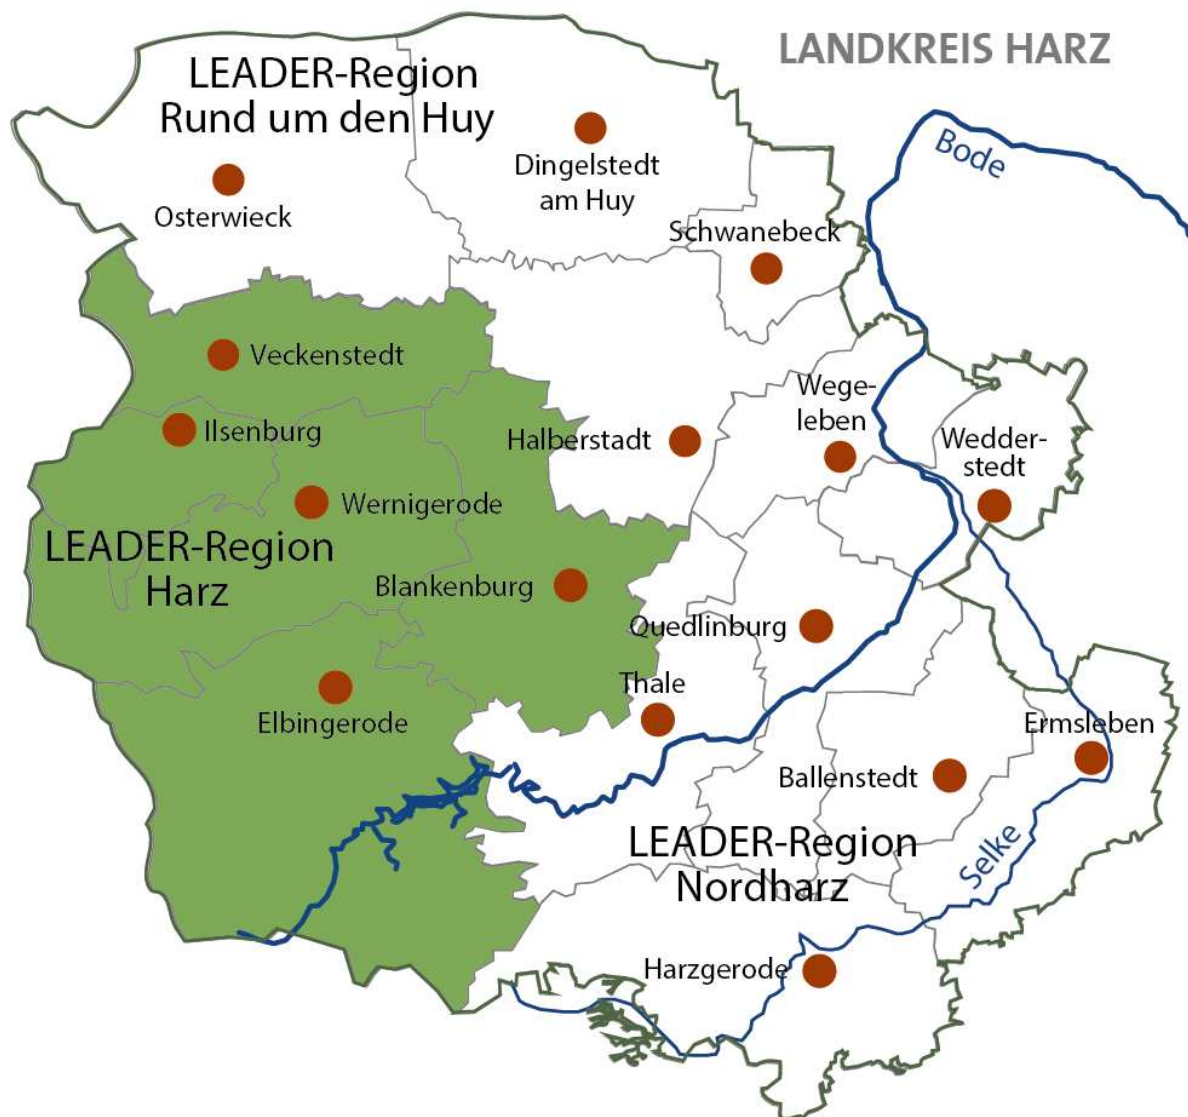 LANDKREIS HARZ
LEADER-Region
Rund um den Huy
Bode
Dingelstedt
am Huy
Osterwieck
Schwanebeck
Veckenstedt
Wege-
leben
Ilsenburg
Halberstadt
Wedder-
stedt
Wernigerode
LEADER-Region
Harz
Blankenburg
Quedlinburg
Thale
Elbingerode
Ermsleben
Ballenstedt
LEADER-Region
Nordharz
Selke
Harzgerode